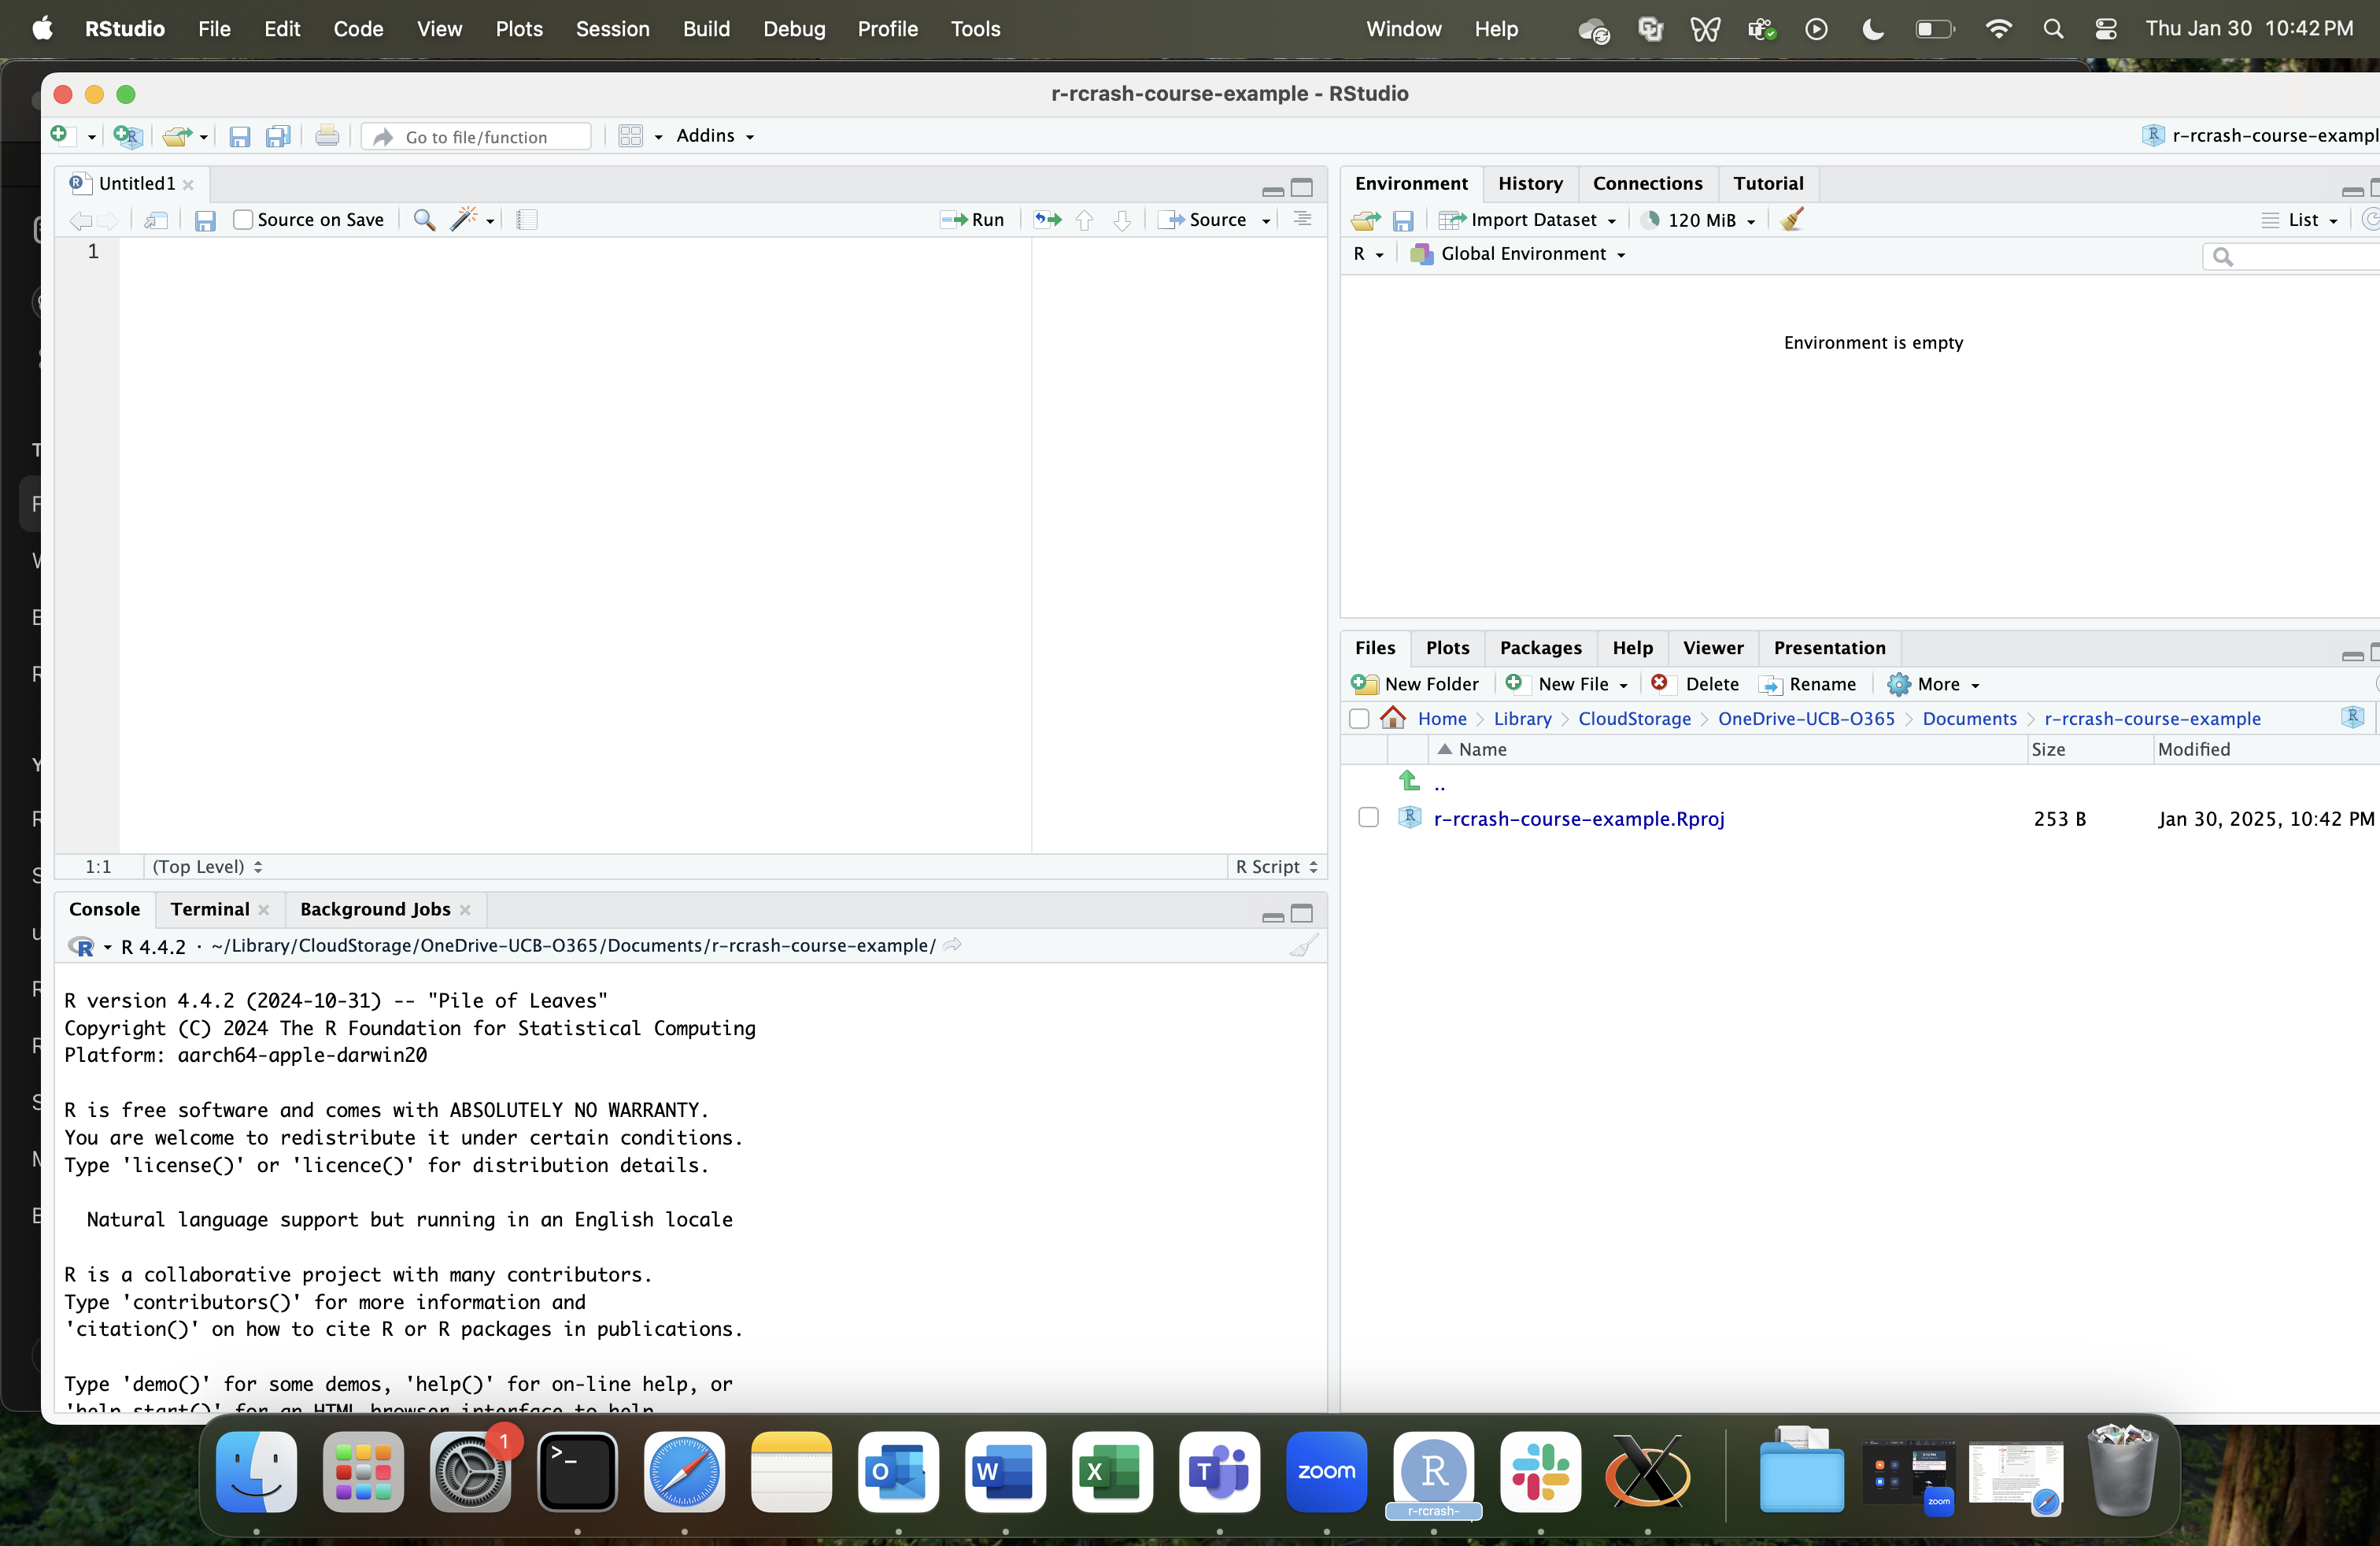 RStudio File Edit Code View Plots Session Build Debug Profile Tools Window Help Thu Jan 30 10:42 PM
r-rcrash-course-example - RStudio
Go to file/function Addins r-rcrash-course-exampl
Untitled1
Source on Save Run Source
1
1:1 (Top Level) R Script
Console Terminal Background Jobs
R 4.4.2 · ~/Library/CloudStorage/OneDrive-UCB-O365/Documents/r-rcrash-course-example/
R version 4.4.2 (2024-10-31) -- "Pile of Leaves"
Copyright (C) 2024 The R Foundation for Statistical Computing
Platform: aarch64-apple-darwin20
R is free software and comes with ABSOLUTELY NO WARRANTY.
You are welcome to redistribute it under certain conditions.
Type 'license()' or 'licence()' for distribution details.
Natural language support but running in an English locale
R is a collaborative project with many contributors.
Type 'contributors()' for more information and
'citation()' on how to cite R or R packages in publications.
Type 'demo()' for some demos, 'help()' for on-line help, or
'help.start()' for an HTML browser interface to help.
Environment History Connections Tutorial
Import Dataset 120 MiB List
R Global Environment
Environment is empty
Files Plots Packages Help Viewer Presentation
New Folder New File Delete Rename More
Home Library CloudStorage OneDrive-UCB-O365 Documents r-rcrash-course-example
Name Size Modified
..
r-rcrash-course-example.Rproj 253 B Jan 30, 2025, 10:42 PM
1
>_
O W X T zoom R
r-rcrash-
zoom